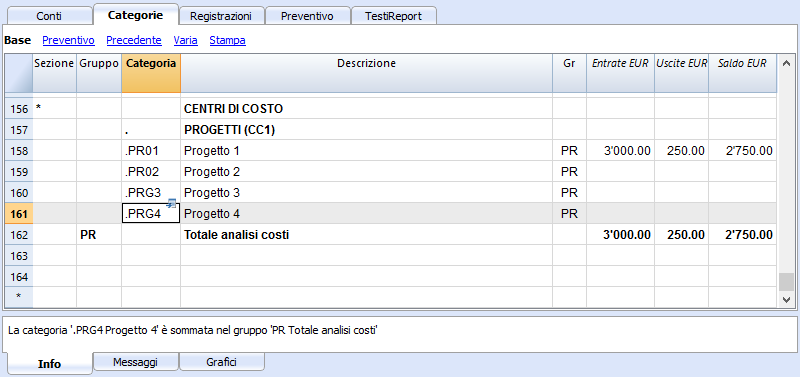 Conti Categorie Registrazioni Preventivo TestiReport
Base Preventivo Precedente Varia Stampa
Sezione Gruppo Categoria Descrizione Gr Entrate EUR Uscite EUR Saldo EUR
156 * CENTRI DI COSTO
157 . PROGETTI (CC1)
158 .PR01 Progetto 1 PR 3'000.00 250.00 2'750.00
159 .PR02 Progetto 2 PR
160 .PRG3 Progetto 3 PR
161 .PRG4 Progetto 4 PR
162 PR Totale analisi costi 3'000.00 250.00 2'750.00
163
164
*
La categoria '.PRG4 Progetto 4' è sommata nel gruppo 'PR Totale analisi costi'
Info Messaggi Grafici